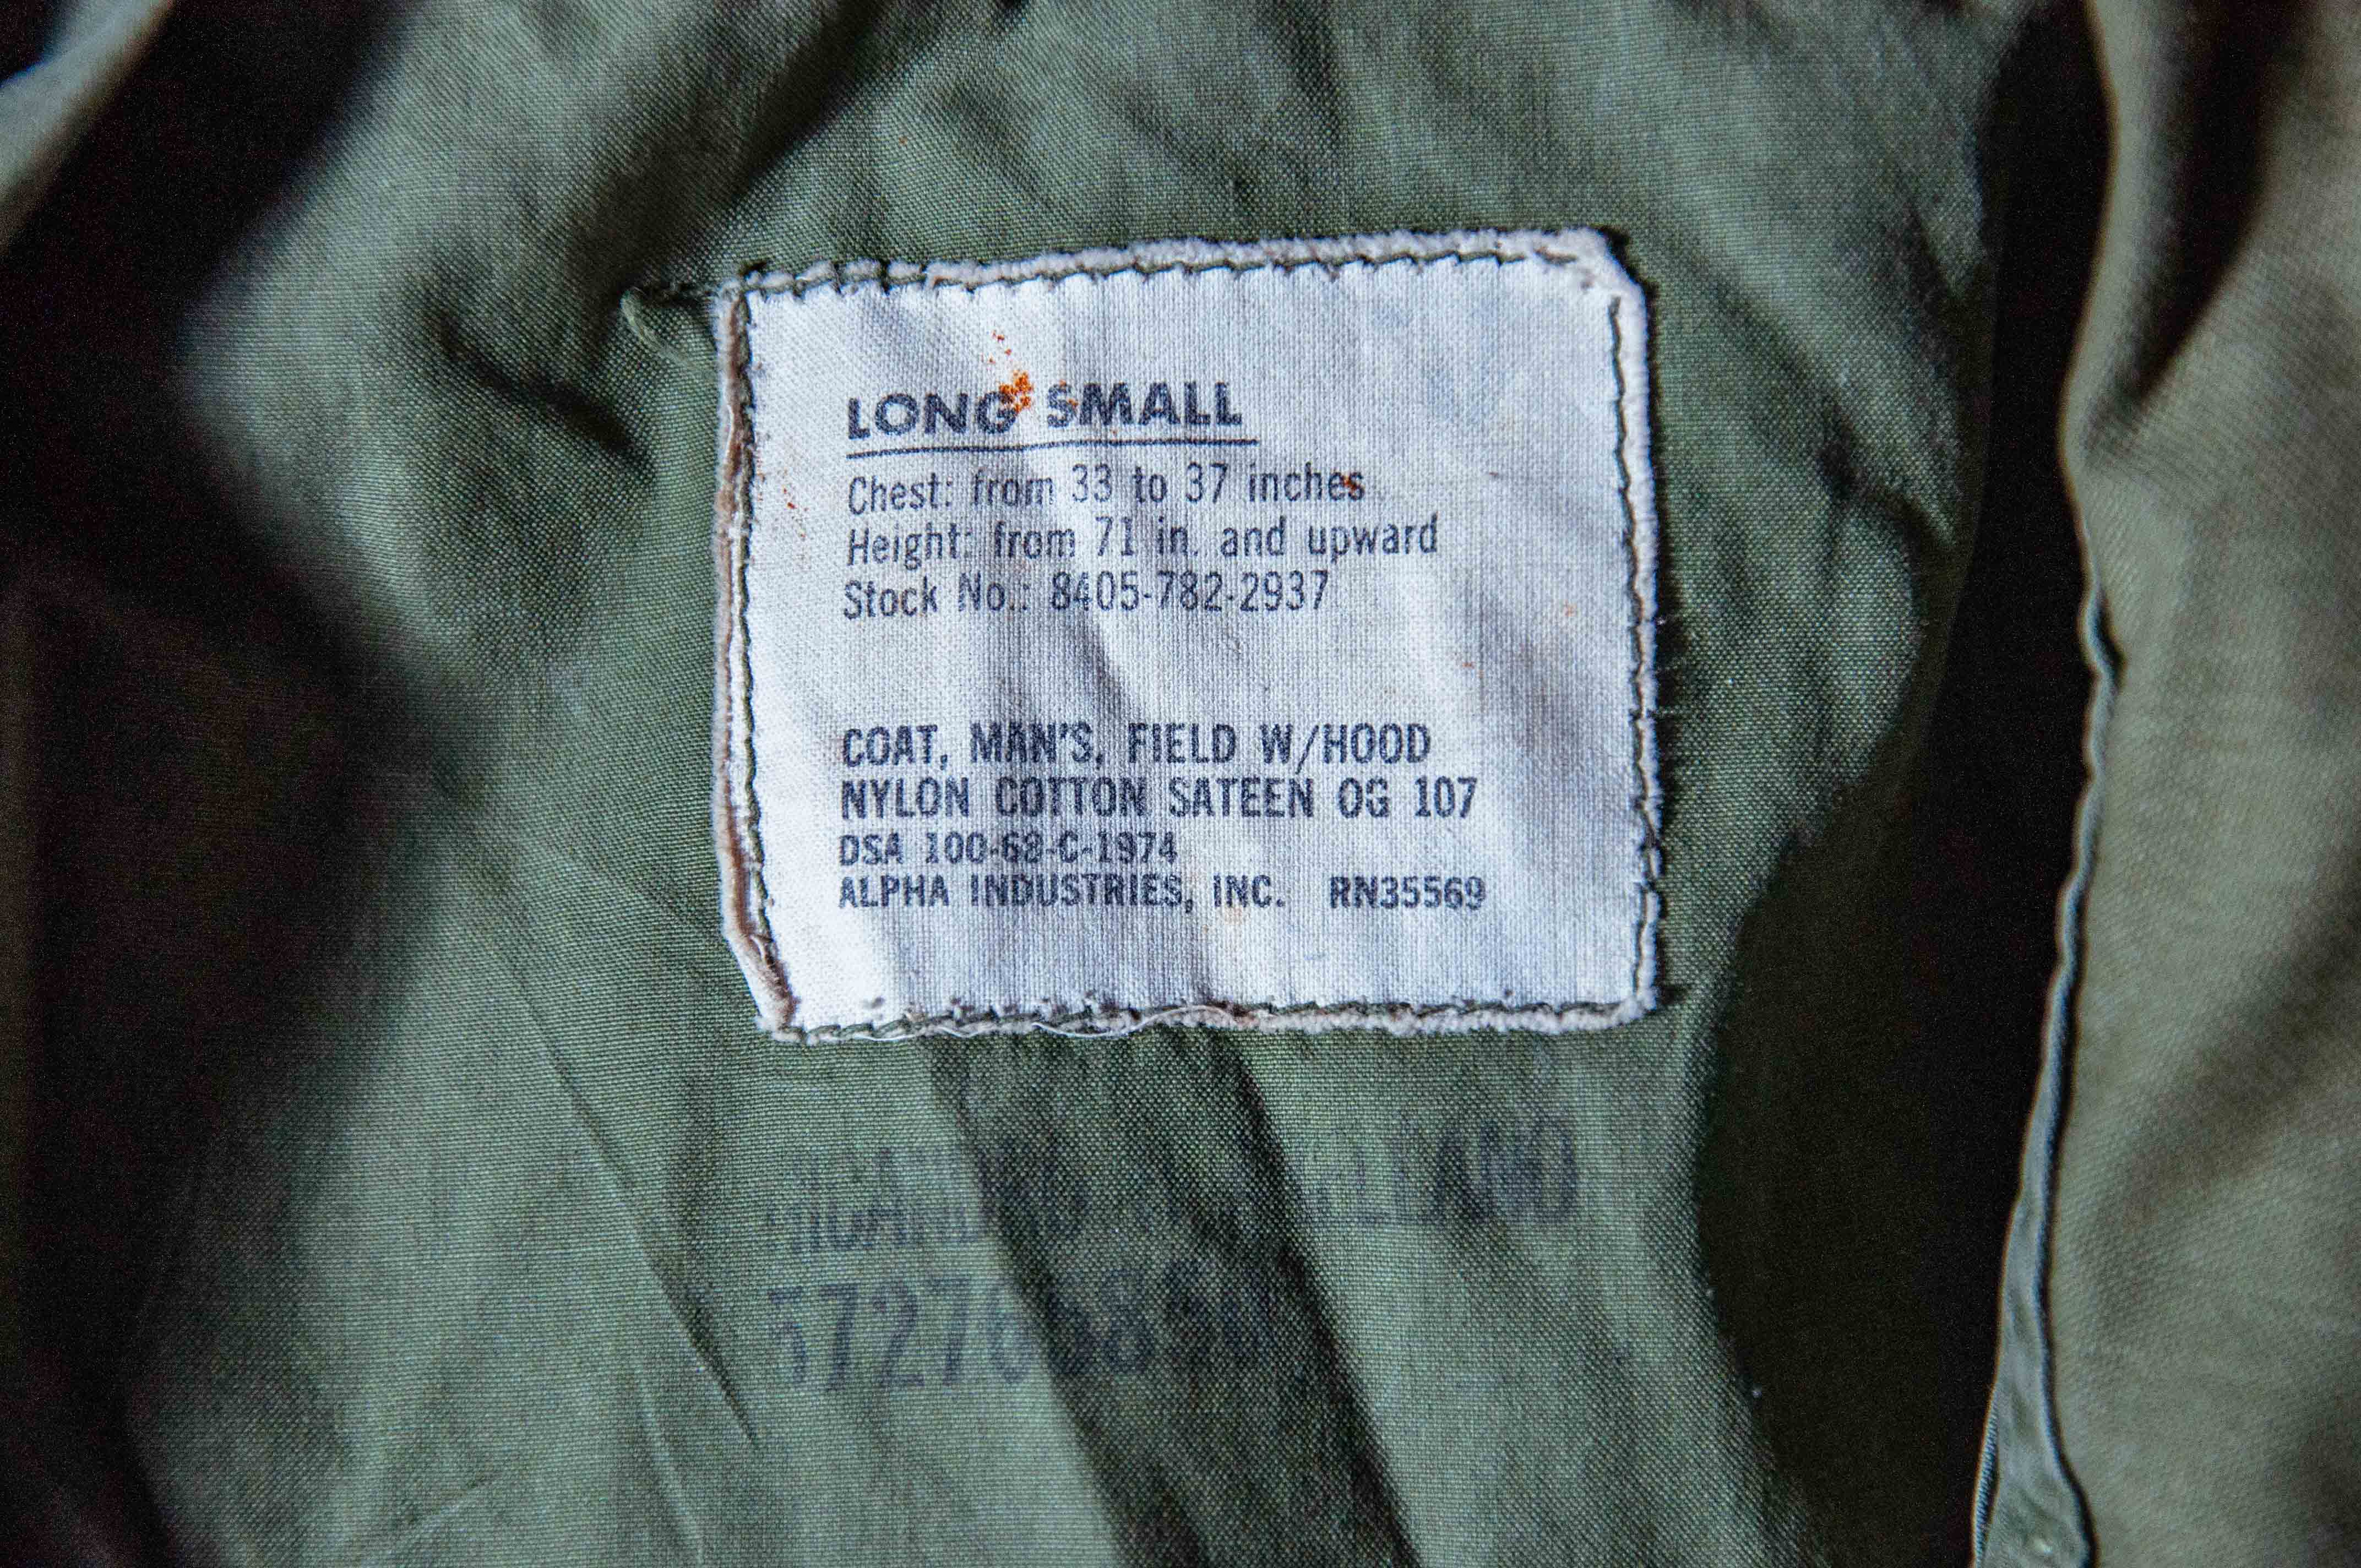 LONG SMALL
Chest: from 33 to 37 inches
Height: from 71 in. and upward
Stock No.: 8405-782-2937
COAT, MAN'S, FIELD W/HOOD
NYLON COTTON SATEEN OG 107
DSA 100-68-C-1974
ALPHA INDUSTRIES, INC. RN35569